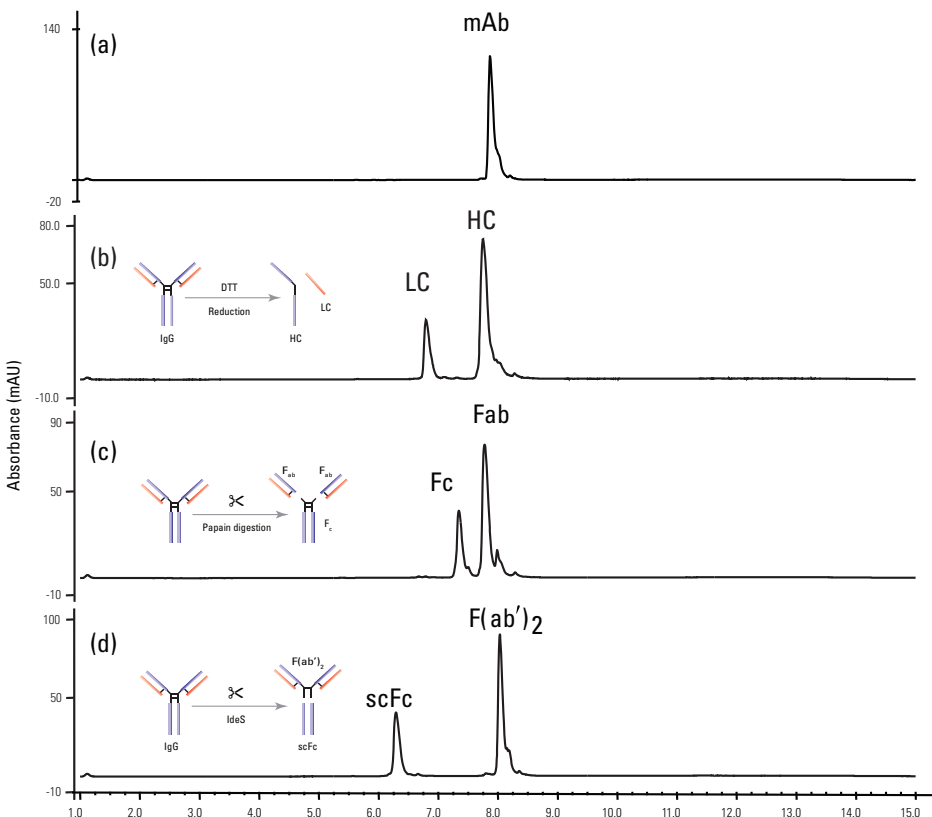 mAb
140
(a)
-20
80.0
HC
(b)
50.0
LC
DTT
Reduction
LC
IgG
HC
-10.0
Absorbance (mAU)
90
Fab
(c)
Fc
Fab Fab
50
Papain digestion
Fc
-10
100
F(ab′)2
(d)
F(ab′)2
50
scFc
IdeS
IgG
scFc
-10
1.0 2.0 3.0 4.0 5.0 6.0 7.0 8.0 9.0 10.0 11.0 12.0 13.0 14.0 15.0